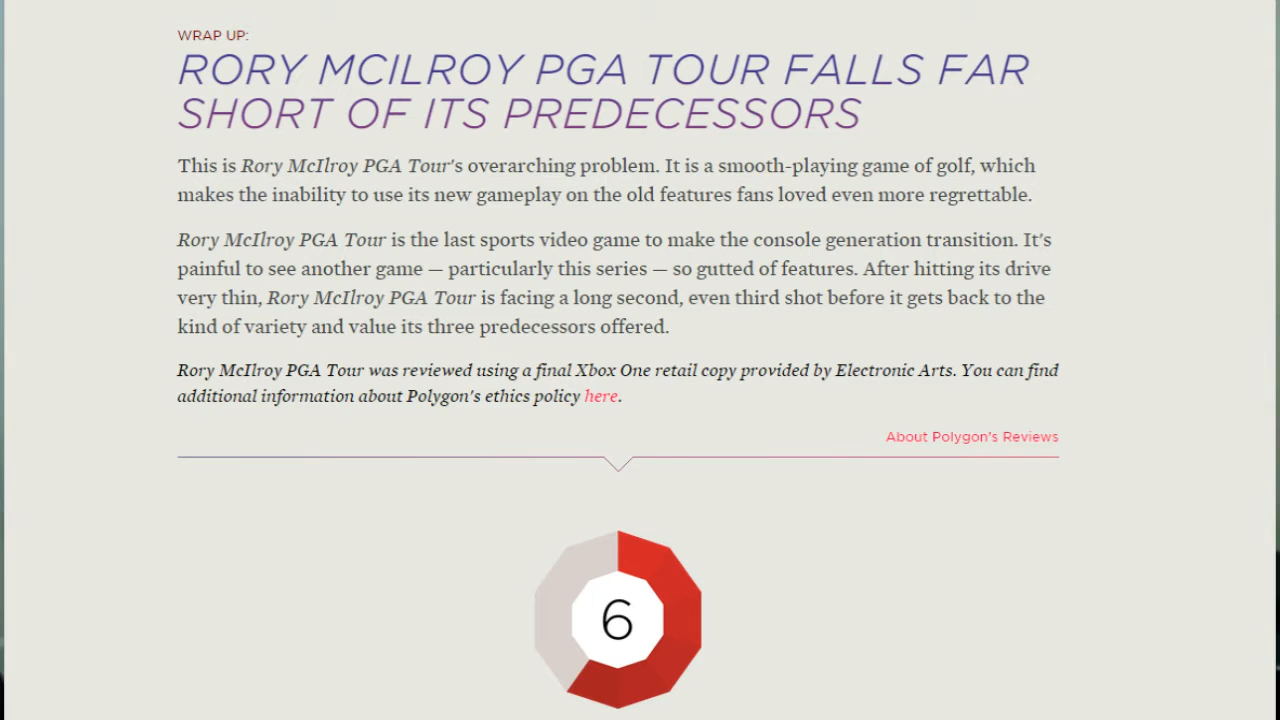 WRAP UP:
RORY MCILROY PGA TOUR FALLS FAR
SHORT OF ITS PREDECESSORS
This is Rory McIlroy PGA Tour's overarching problem. It is a smooth-playing game of golf, which
makes the inability to use its new gameplay on the old features fans loved even more regrettable.
Rory McIlroy PGA Tour is the last sports video game to make the console generation transition. It's
painful to see another game — particularly this series — so gutted of features. After hitting its drive
very thin, Rory McIlroy PGA Tour is facing a long second, even third shot before it gets back to the
kind of variety and value its three predecessors offered.
Rory McIlroy PGA Tour was reviewed using a final Xbox One retail copy provided by Electronic Arts. You can find
additional information about Polygon's ethics policy here.
About Polygon's Reviews
6